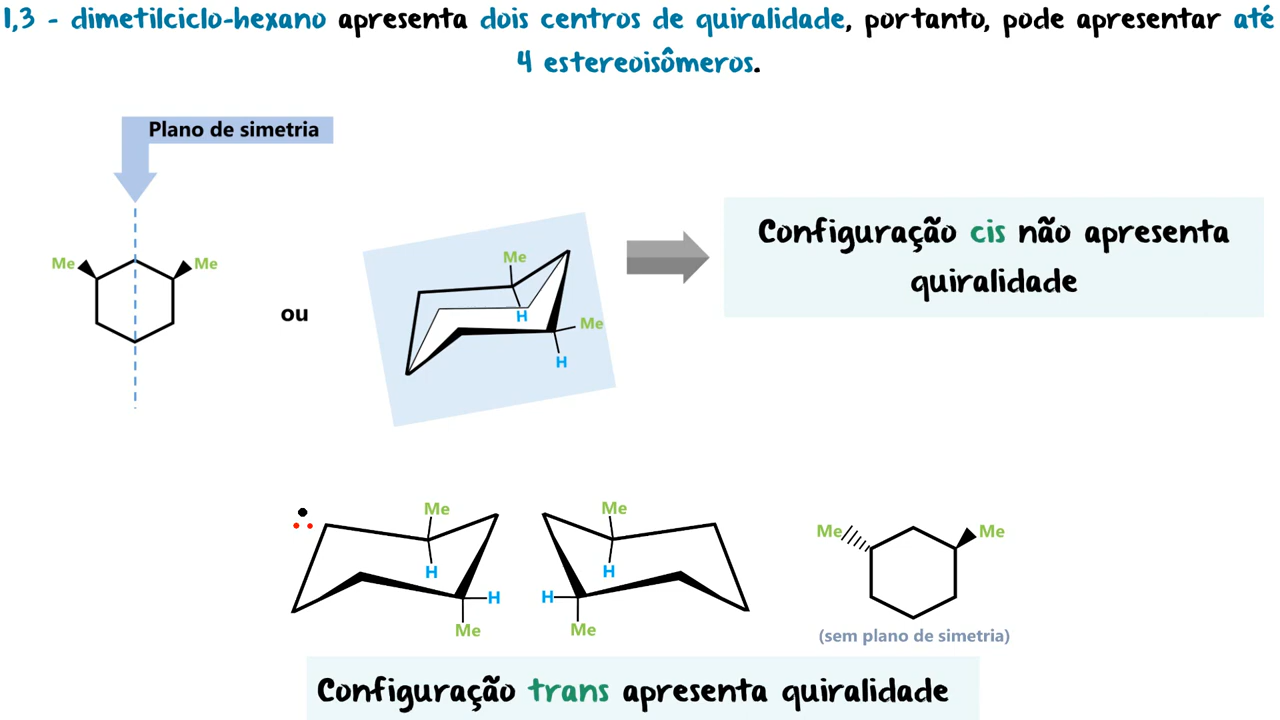 1,3 - dimetilciclo-hexano apresenta dois centros de quiralidade, portanto, pode apresentar até
4 estereoisômeros.
Plano de simetria
Me
Me
ou
Me
H
Me
H
Configuração cis não apresenta
quiralidade
Me
H
H
Me
Me
H
H
Me
Me
Me
(sem plano de simetria)
Configuração trans apresenta quiralidade